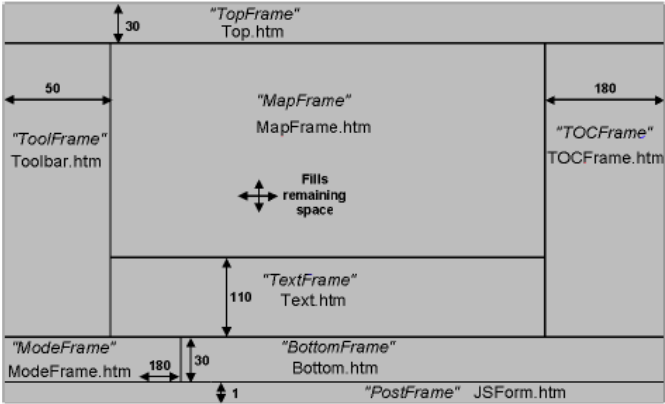 "TopFrame"
30
Top.htm
50
180
"MapFrame"
MapFrame.htm
"ToolFrame"
Toolbar.htm
"TOCFrame"
TOCFrame.htm
Fills
remaining
space
"TextFrame"
110
Text.htm
"ModeFrame"
ModeFrame.htm
180
30
"BottomFrame"
Bottom.htm
1
"PostFrame" JSForm.htm